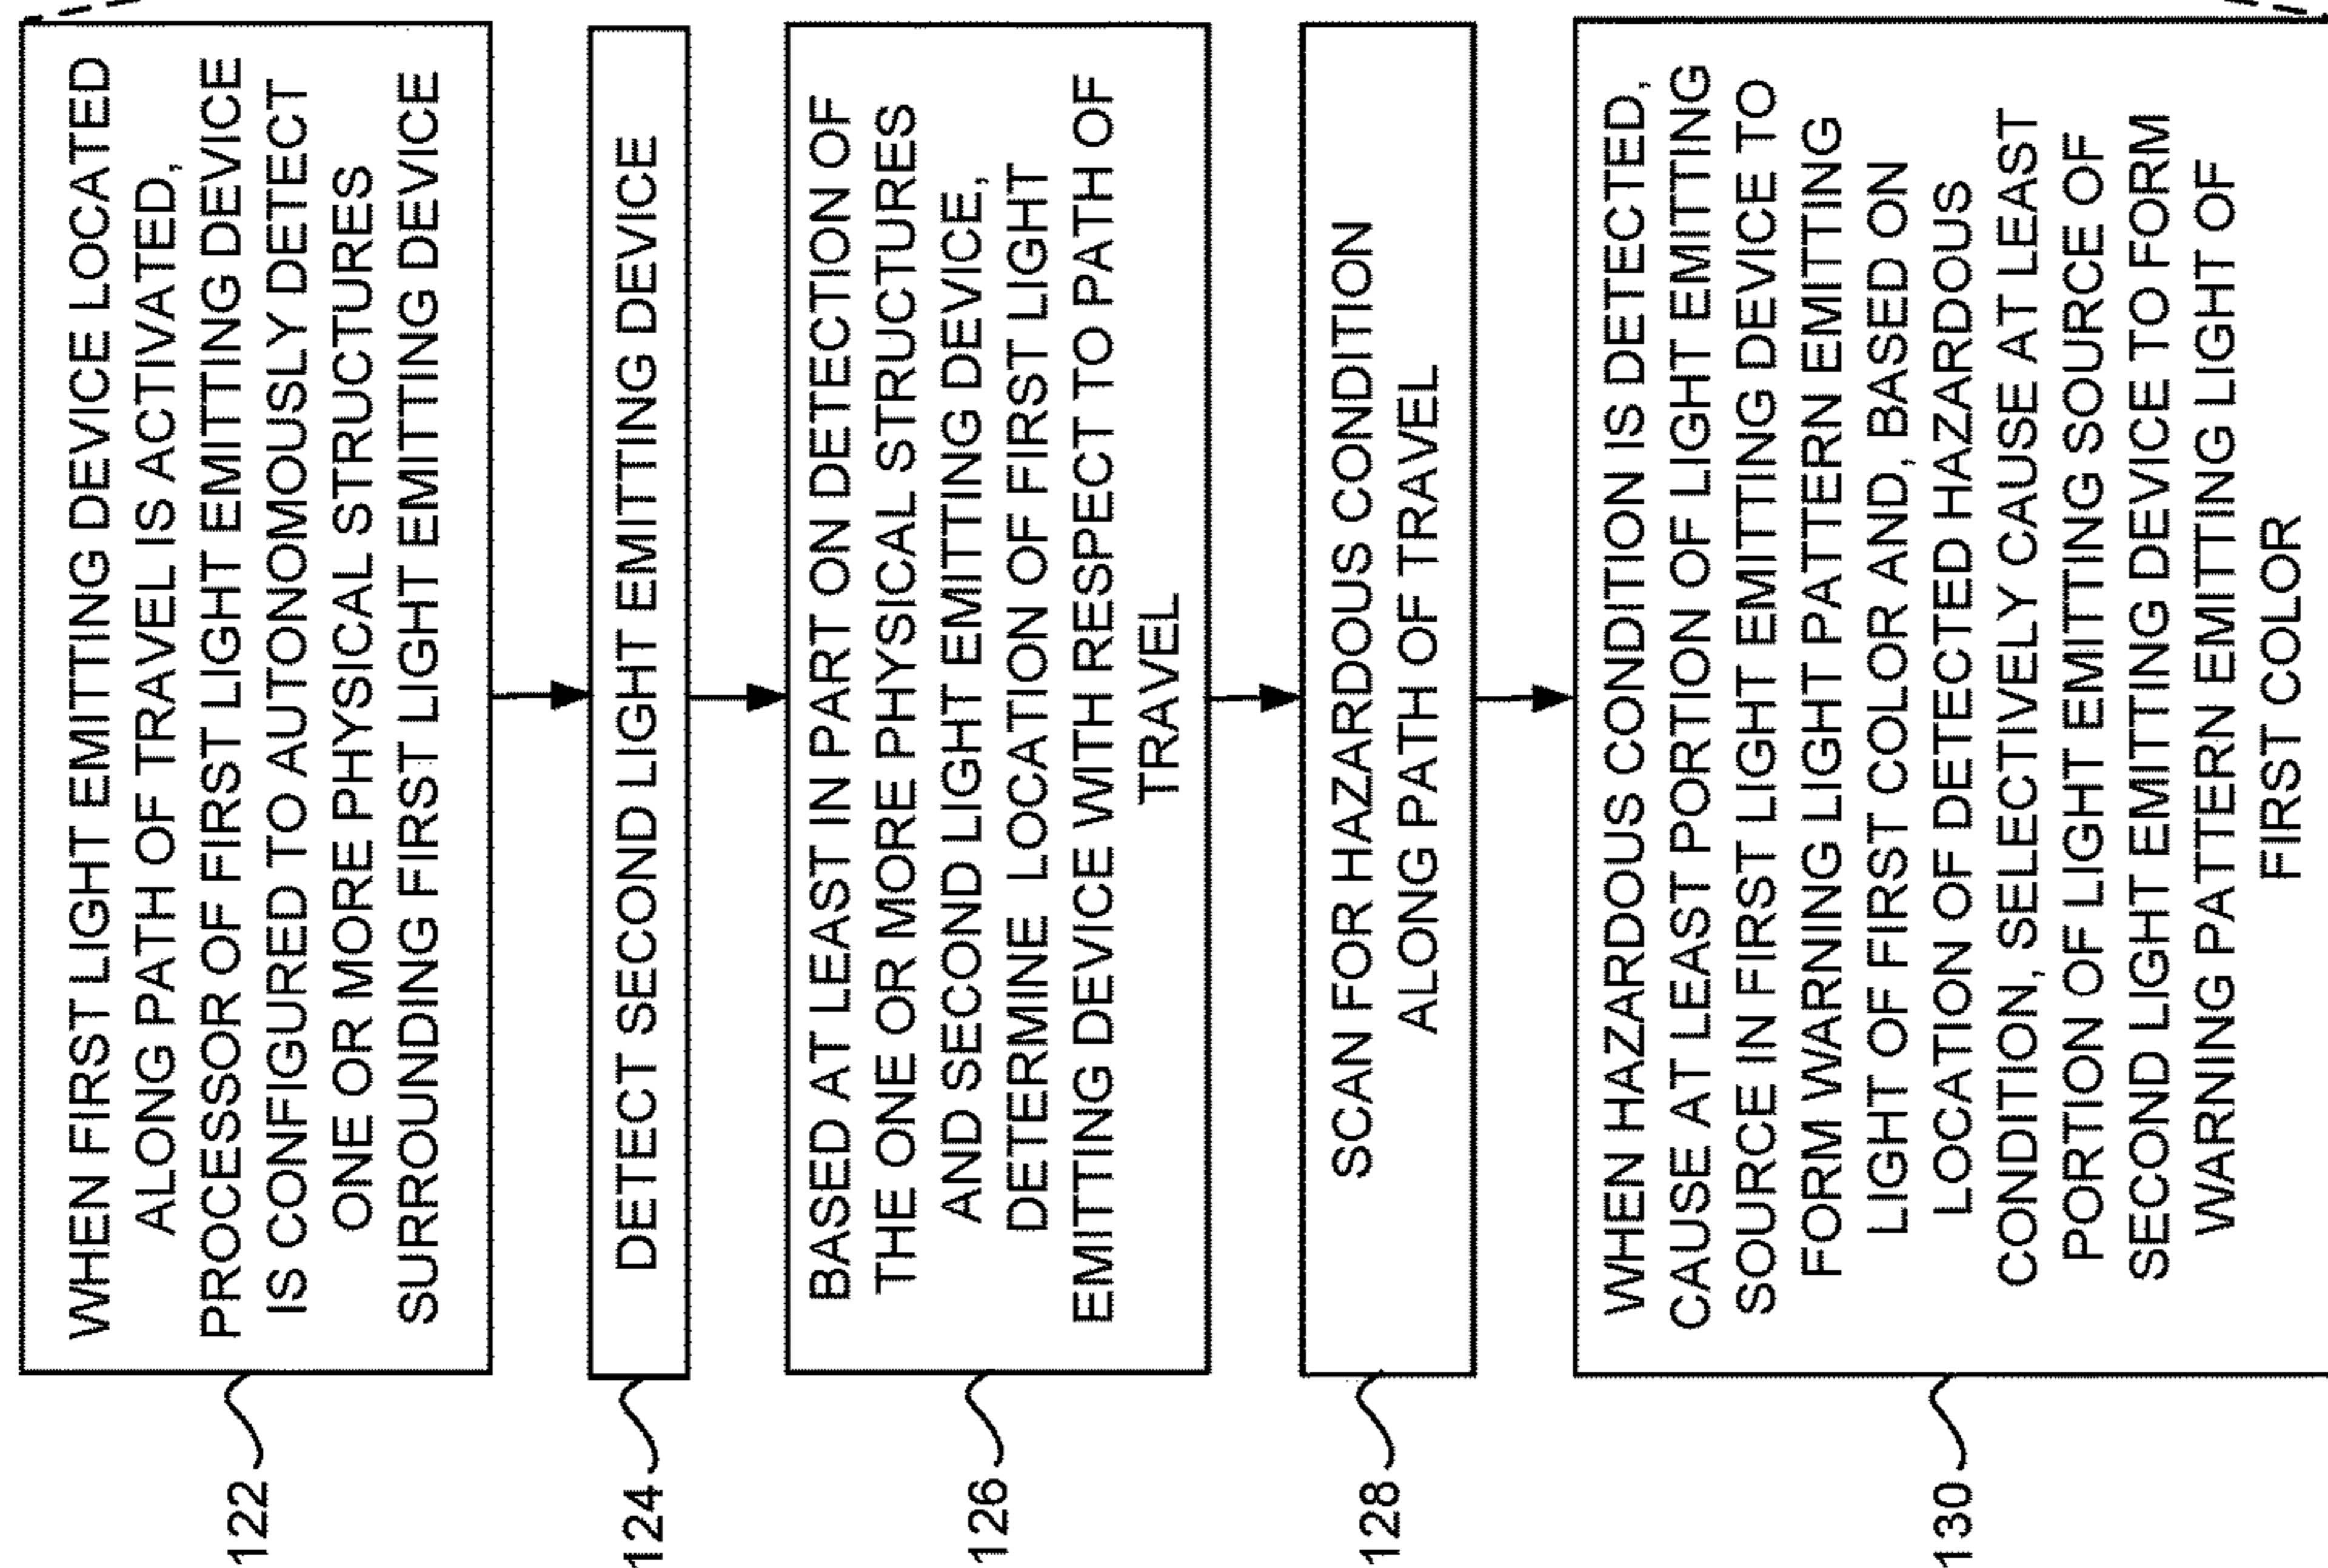 122
WHEN FIRST LIGHT EMITTING DEVICE LOCATED
ALONG PATH OF TRAVEL IS ACTIVATED,
PROCESSOR OF FIRST LIGHT EMITTING DEVICE
IS CONFIGURED TO AUTONOMOUSLY DETECT
ONE OR MORE PHYSICAL STRUCTURES
SURROUNDING FIRST LIGHT EMITTING DEVICE
124
DETECT SECOND LIGHT EMITTING DEVICE
126
BASED AT LEAST IN PART ON DETECTION OF
THE ONE OR MORE PHYSICAL STRUCTURES
AND SECOND LIGHT EMITTING DEVICE,
DETERMINE LOCATION OF FIRST LIGHT
EMITTING DEVICE WITH RESPECT TO PATH OF
TRAVEL
128
SCAN FOR HAZARDOUS CONDITION
ALONG PATH OF TRAVEL
130
WHEN HAZARDOUS CONDITION IS DETECTED,
CAUSE AT LEAST PORTION OF LIGHT EMITTING
SOURCE IN FIRST LIGHT EMITTING DEVICE TO
FORM WARNING LIGHT PATTERN EMITTING
LIGHT OF FIRST COLOR AND, BASED ON
LOCATION OF DETECTED HAZARDOUS
CONDITION, SELECTIVELY CAUSE AT LEAST
PORTION OF LIGHT EMITTING SOURCE OF
SECOND LIGHT EMITTING DEVICE TO FORM
WARNING PATTERN EMITTING LIGHT OF
FIRST COLOR